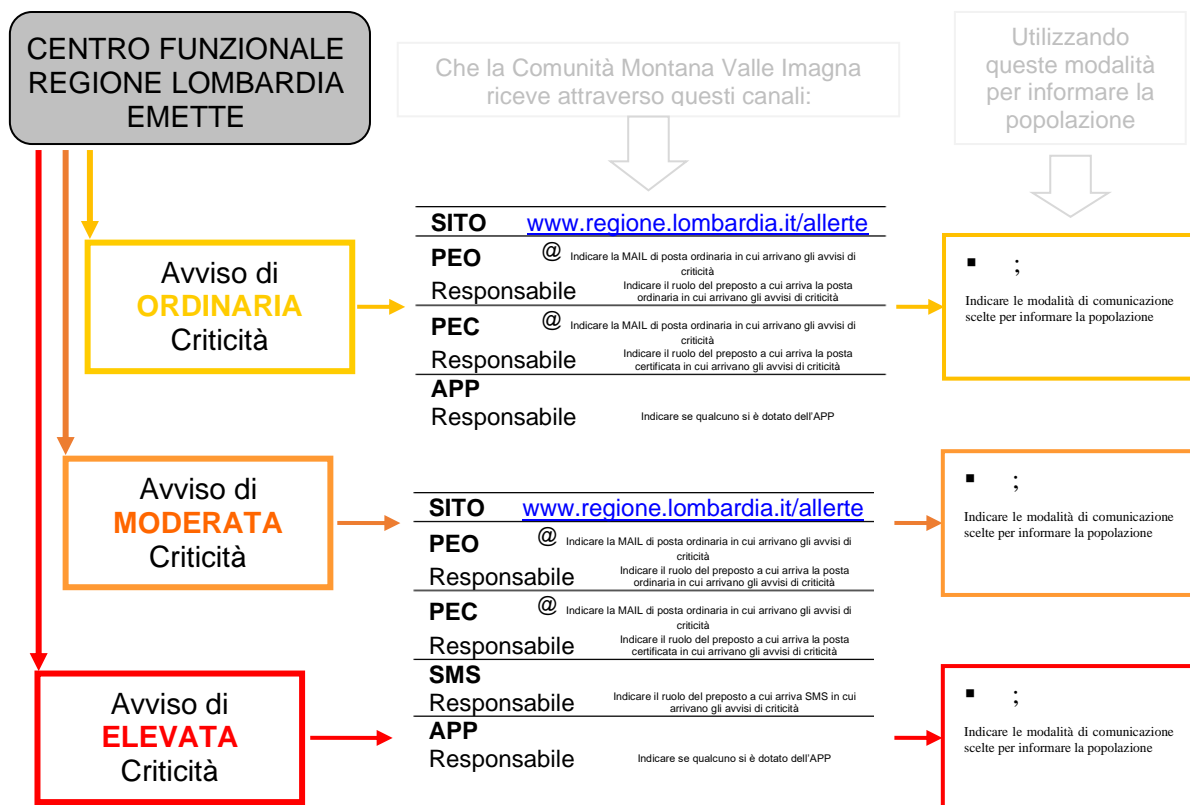 CENTRO FUNZIONALE
REGIONE LOMBARDIA
EMETTE
Che la Comunità Montana Valle Imagna
riceve attraverso questi canali:
Utilizzando
queste modalità
per informare la
popolazione
Avviso di
ORDINARIA
Criticità
SITO www.regione.lombardia.it/allerte
PEO @ Indicare la MAIL di posta ordinaria in cui arrivano gli avvisi di
criticità
Responsabile Indicare il ruolo del preposto a cui arriva la posta
ordinaria in cui arrivano gli avvisi di criticità
PEC @ Indicare la MAIL di posta ordinaria in cui arrivano gli avvisi di
criticità
Responsabile Indicare il ruolo del preposto a cui arriva la posta
certificata in cui arrivano gli avvisi di criticità
APP
Responsabile Indicare se qualcuno si è dotato dell'APP
▪ ;
Indicare le modalità di comunicazione
scelte per informare la popolazione
Avviso di
MODERATA
Criticità
SITO www.regione.lombardia.it/allerte
PEO @ Indicare la MAIL di posta ordinaria in cui arrivano gli avvisi di
criticità
Responsabile Indicare il ruolo del preposto a cui arriva la posta
ordinaria in cui arrivano gli avvisi di criticità
PEC @ Indicare la MAIL di posta ordinaria in cui arrivano gli avvisi di
criticità
Responsabile Indicare il ruolo del preposto a cui arriva la posta
certificata in cui arrivano gli avvisi di criticità
SMS
Responsabile Indicare il ruolo del preposto a cui arriva SMS in cui
arrivano gli avvisi di criticità
APP
Responsabile Indicare se qualcuno si è dotato dell'APP
▪ ;
Indicare le modalità di comunicazione
scelte per informare la popolazione
Avviso di
ELEVATA
Criticità
▪ ;
Indicare le modalità di comunicazione
scelte per informare la popolazione